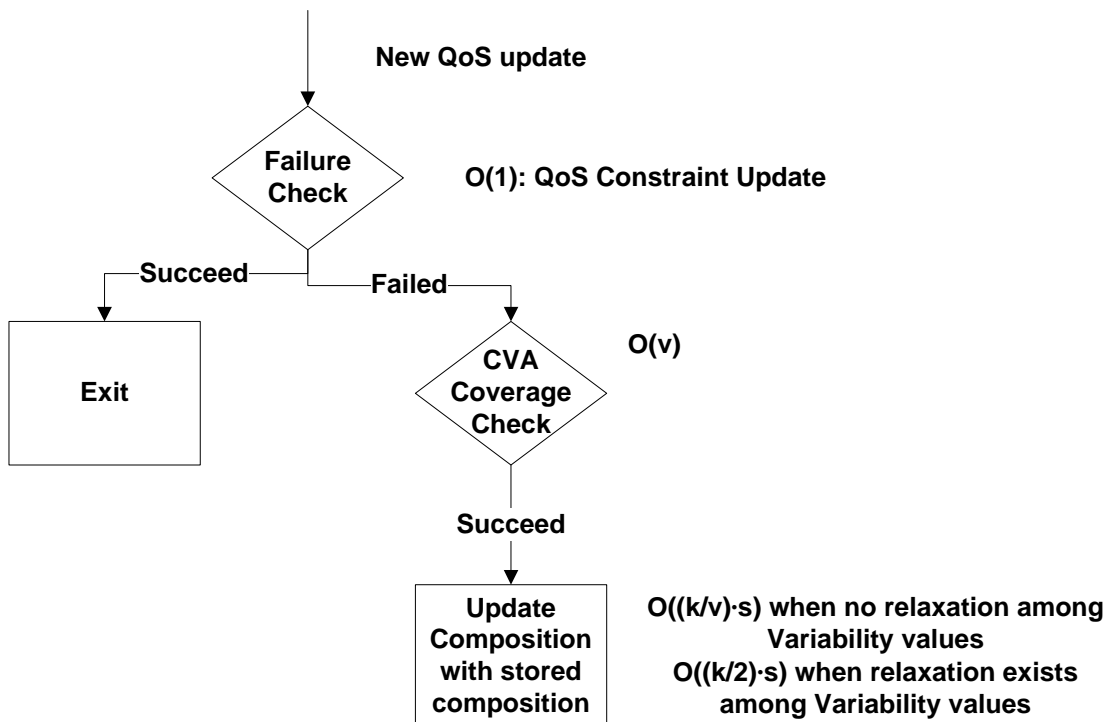 New QoS update
Failure
Check
O(1): QoS Constraint Update
Succeed
Failed
Exit
CVA
Coverage
Check
O(v)
Succeed
Update
Composition
with stored
composition
O((k/v)·s) when no relaxation among
Variability values
O((k/2)·s) when relaxation exists
among Variability values